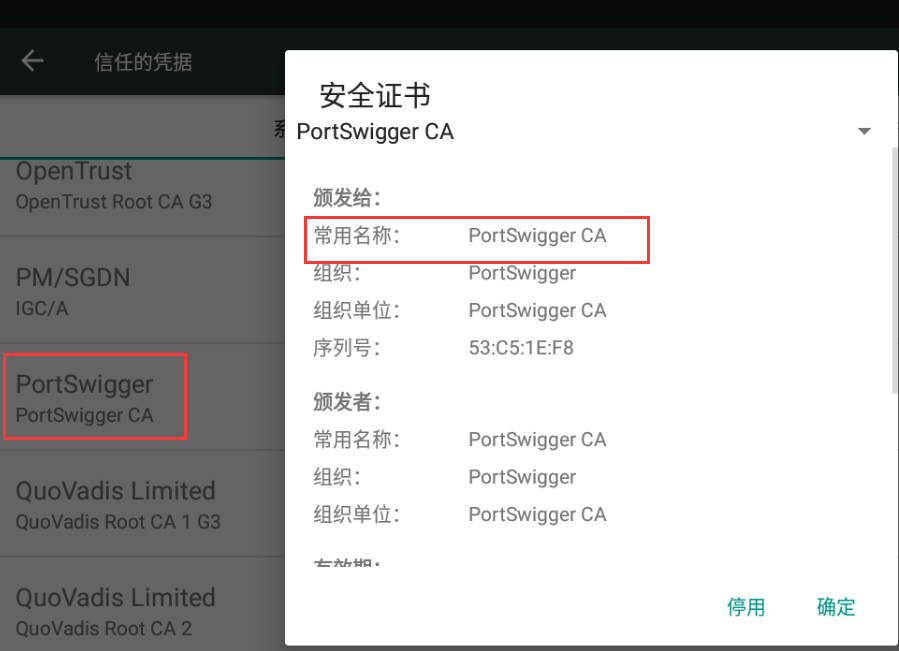 信任的凭据
系
OpenTrust
OpenTrust Root CA G3
PM/SGDN
IGC/A
PortSwigger
PortSwigger CA
QuoVadis Limited
QuoVadis Root CA 1 G3
QuoVadis Limited
QuoVadis Root CA 2
安全证书
PortSwigger CA
颁发给：
常用名称： PortSwigger CA
组织： PortSwigger
组织单位： PortSwigger CA
序列号： 53:C5:1E:F8
颁发者：
常用名称： PortSwigger CA
组织： PortSwigger
组织单位： PortSwigger CA
有效期：
停用 确定